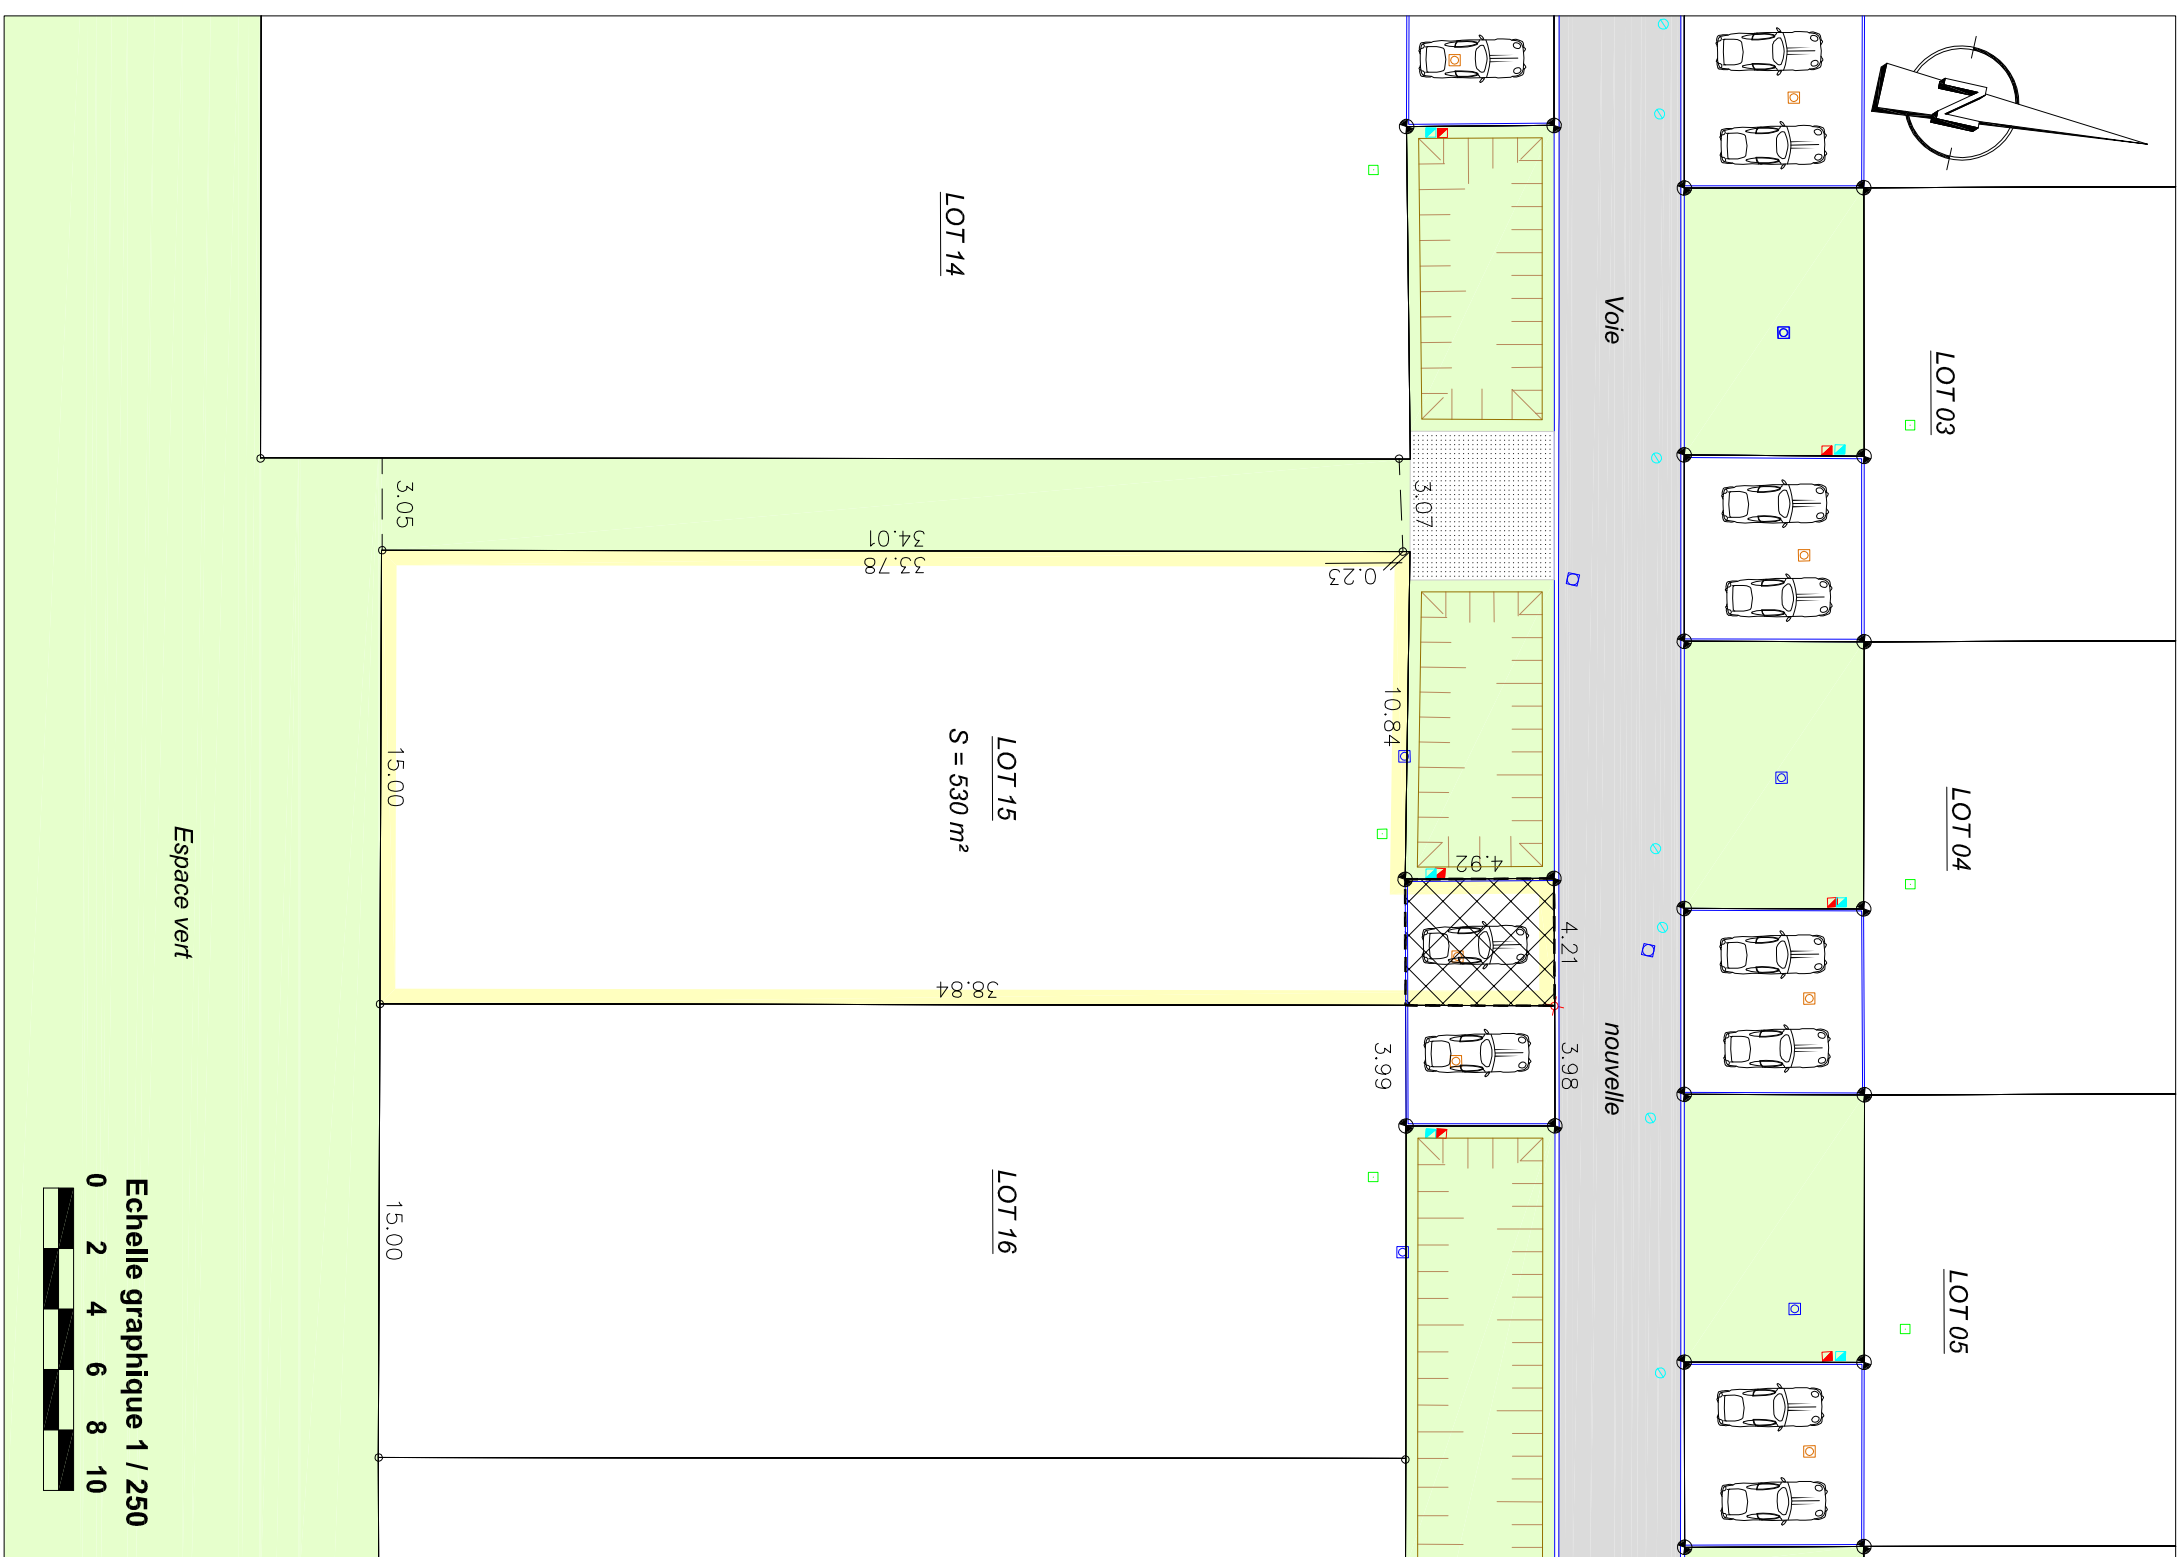 N
LOT 14
Voie
LOT 03
3.05
3.07
34.01
33.78
0.23
10.84
15.00
LOT 15
S = 530 m²
LOT 04
Espace vert
4.92
4.21
38.84
3.99
3.98
nouvelle
15.00
LOT 16
LOT 05
Echelle graphique 1 / 250
0 2 4 6 8 10